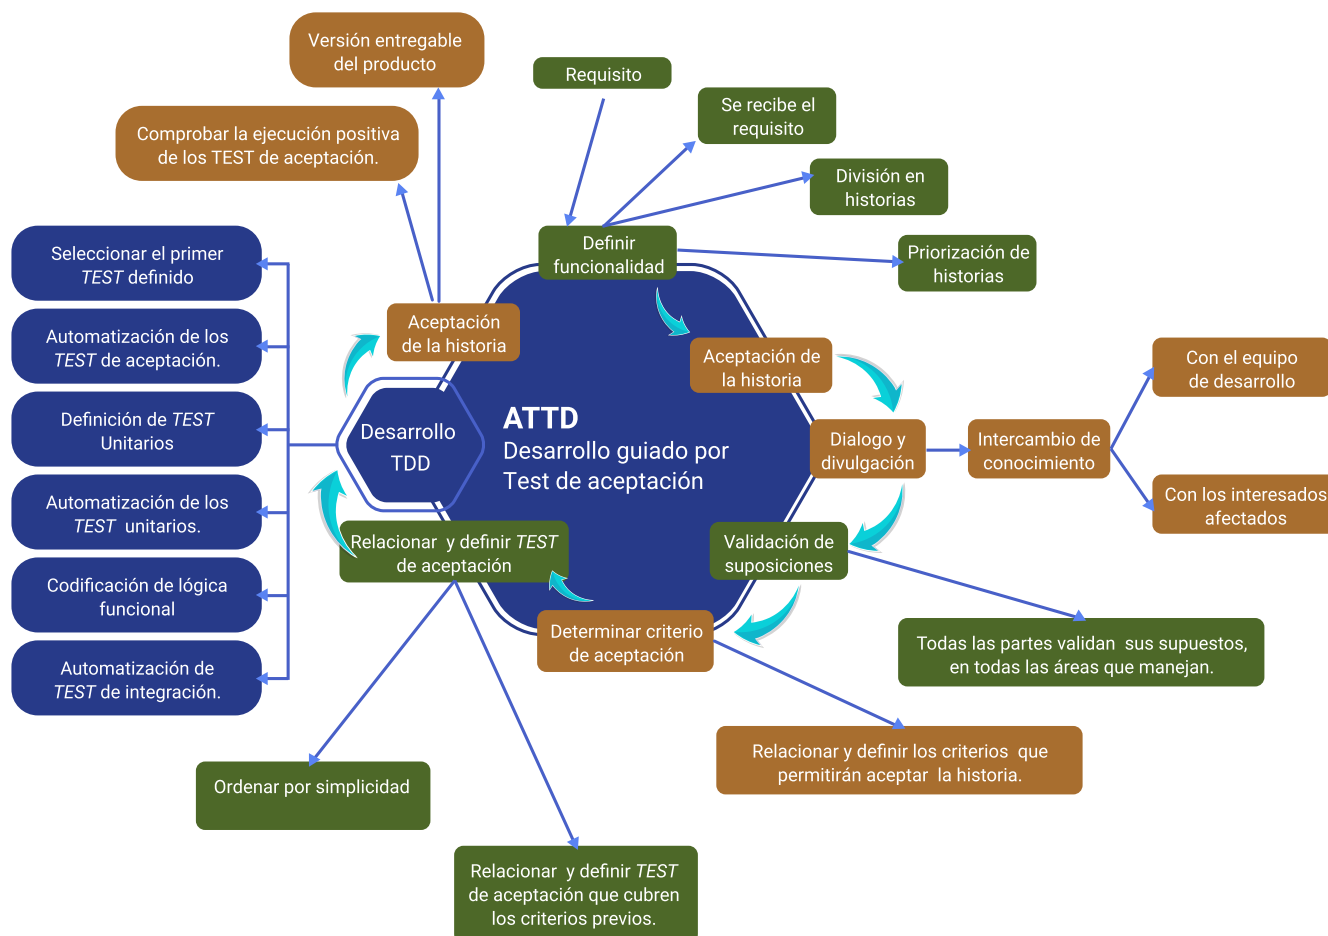 Versión entregable
del producto
Requisito
Se recibe el
requisito
Comprobar la ejecución positiva
de los TEST de aceptación.
División en
historias
Definir
funcionalidad
Priorización de
historias
Seleccionar el primer
TEST definido
Automatización de los
TEST de aceptación.
Definición de TEST
Unitarios
Automatización de los
TEST unitarios.
Codificación de lógica
funcional
Automatización de
TEST de integración.
Aceptación
de la historia
Aceptación de
la historia
Con el equipo
de desarrollo
Desarrollo
TDD
ATTD
Desarrollo guiado por
Test de aceptación
Dialogo y
divulgación
Intercambio de
conocimiento
Con los interesados
afectados
Relacionar y definir TEST
de aceptación
Validación de
suposiciones
Determinar criterio
de aceptación
Todas las partes validan sus supuestos,
en todas las áreas que manejan.
Relacionar y definir los criterios que
permitirán aceptar la historia.
Ordenar por simplicidad
Relacionar y definir TEST
de aceptación que cubren
los criterios previos.